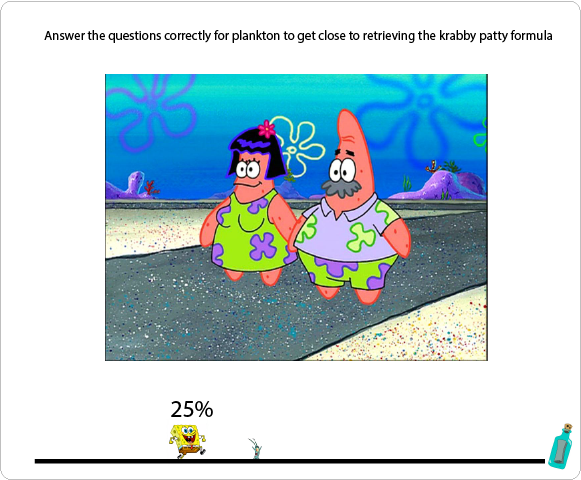 Answer the questions correctly for plankton to get close to retrieving the krabby patty formula
25%